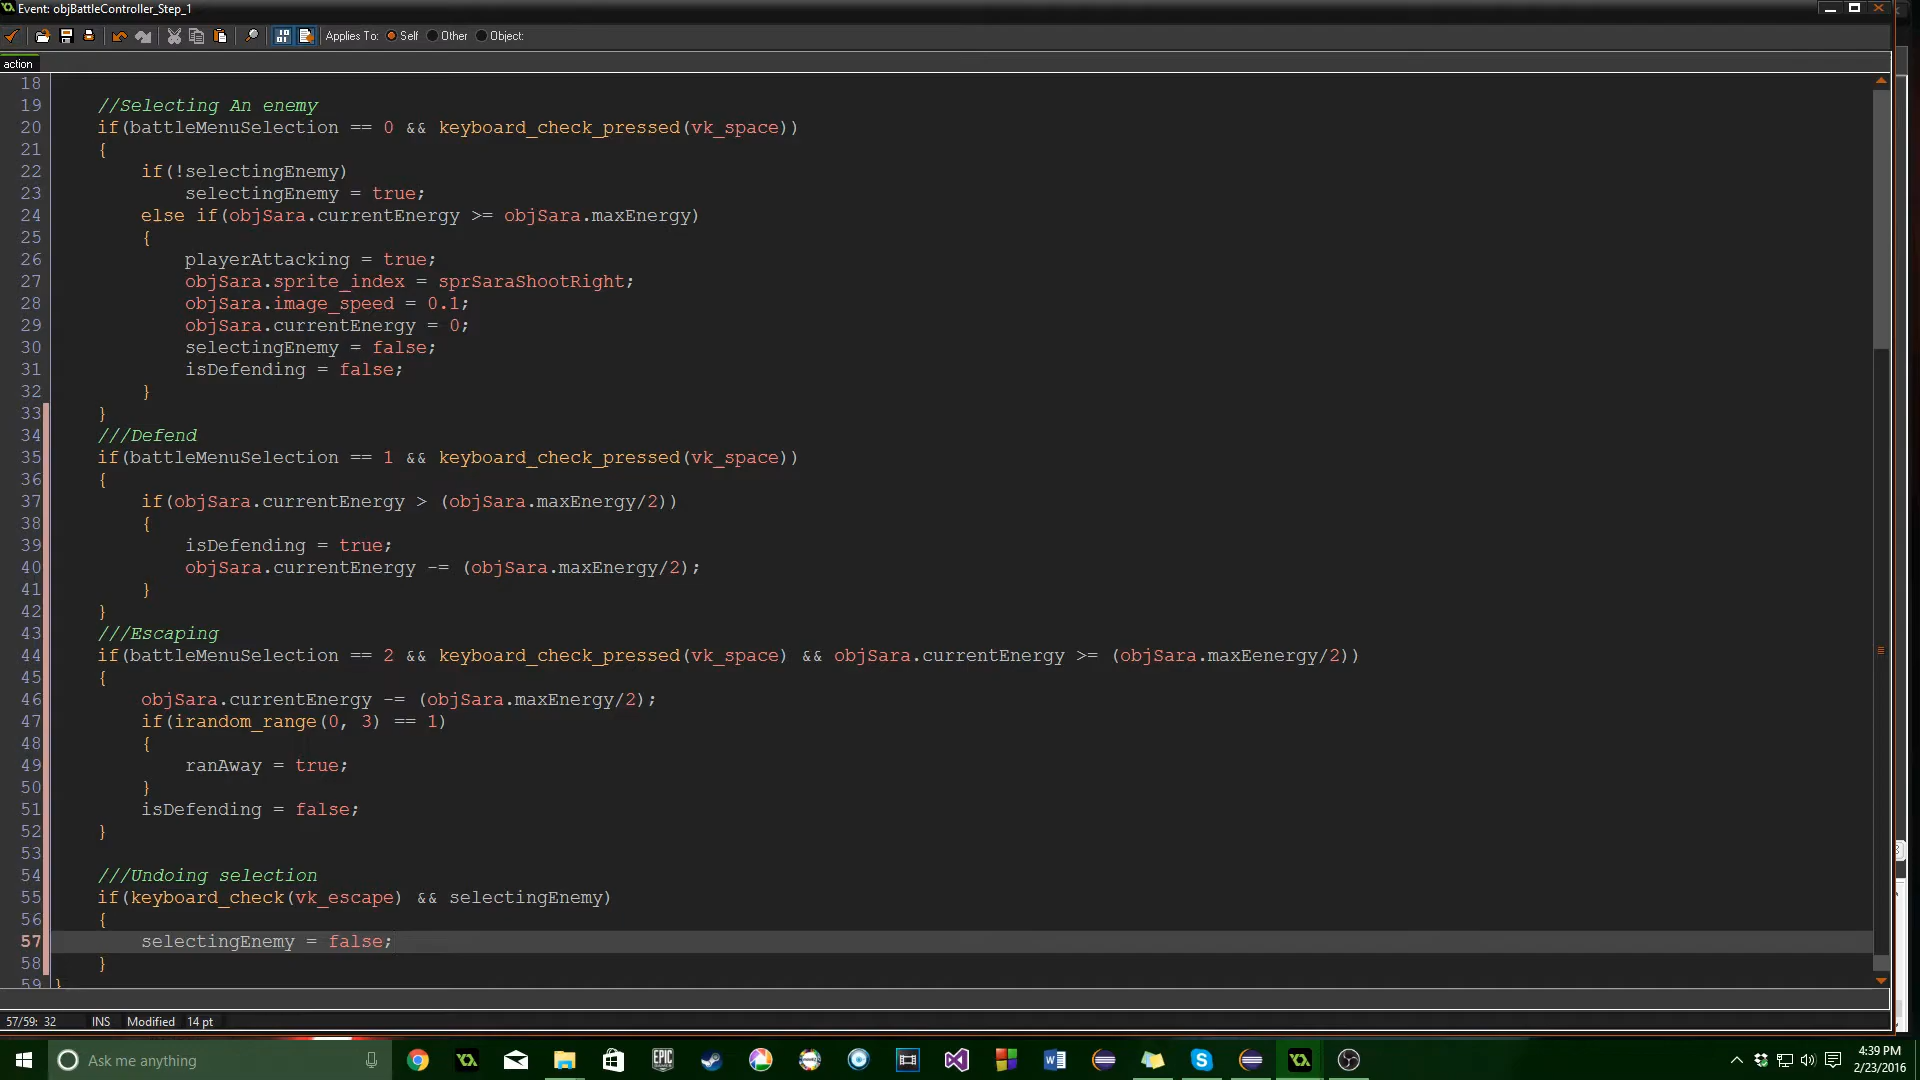 Event: objBattleController_Step_1
Applies To: Self Other Object:
action
18
19 //Selecting An enemy
20 if(battleMenuSelection == 0 && keyboard_check_pressed(vk_space))
21 {
22 if(!selectingEnemy)
23 selectingEnemy = true;
24 else if(objSara.currentEnergy >= objSara.maxEnergy)
25 {
26 playerAttacking = true;
27 objSara.sprite_index = sprSaraShootRight;
28 objSara.image_speed = 0.1;
29 objSara.currentEnergy = 0;
30 selectingEnemy = false;
31 isDefending = false;
32 }
33 }
34 ///Defend
35 if(battleMenuSelection == 1 && keyboard_check_pressed(vk_space))
36 {
37 if(objSara.currentEnergy > (objSara.maxEnergy/2))
38 {
39 isDefending = true;
40 objSara.currentEnergy -= (objSara.maxEnergy/2);
41 }
42 }
43 ///Escaping
44 if(battleMenuSelection == 2 && keyboard_check_pressed(vk_space) && objSara.currentEnergy >= (objSara.maxEenergy/2))
45 {
46 objSara.currentEnergy -= (objSara.maxEnergy/2);
47 if(irandom_range(0, 3) == 1)
48 {
49 ranAway = true;
50 }
51 isDefending = false;
52 }
53
54 ///Undoing selection
55 if(keyboard_check(vk_escape) && selectingEnemy)
56 {
57 selectingEnemy = false;
58 }
59 }
57/59: 32 INS Modified 14 pt
Ask me anything
EPIC GAMES
4:39 PM
2/23/2016